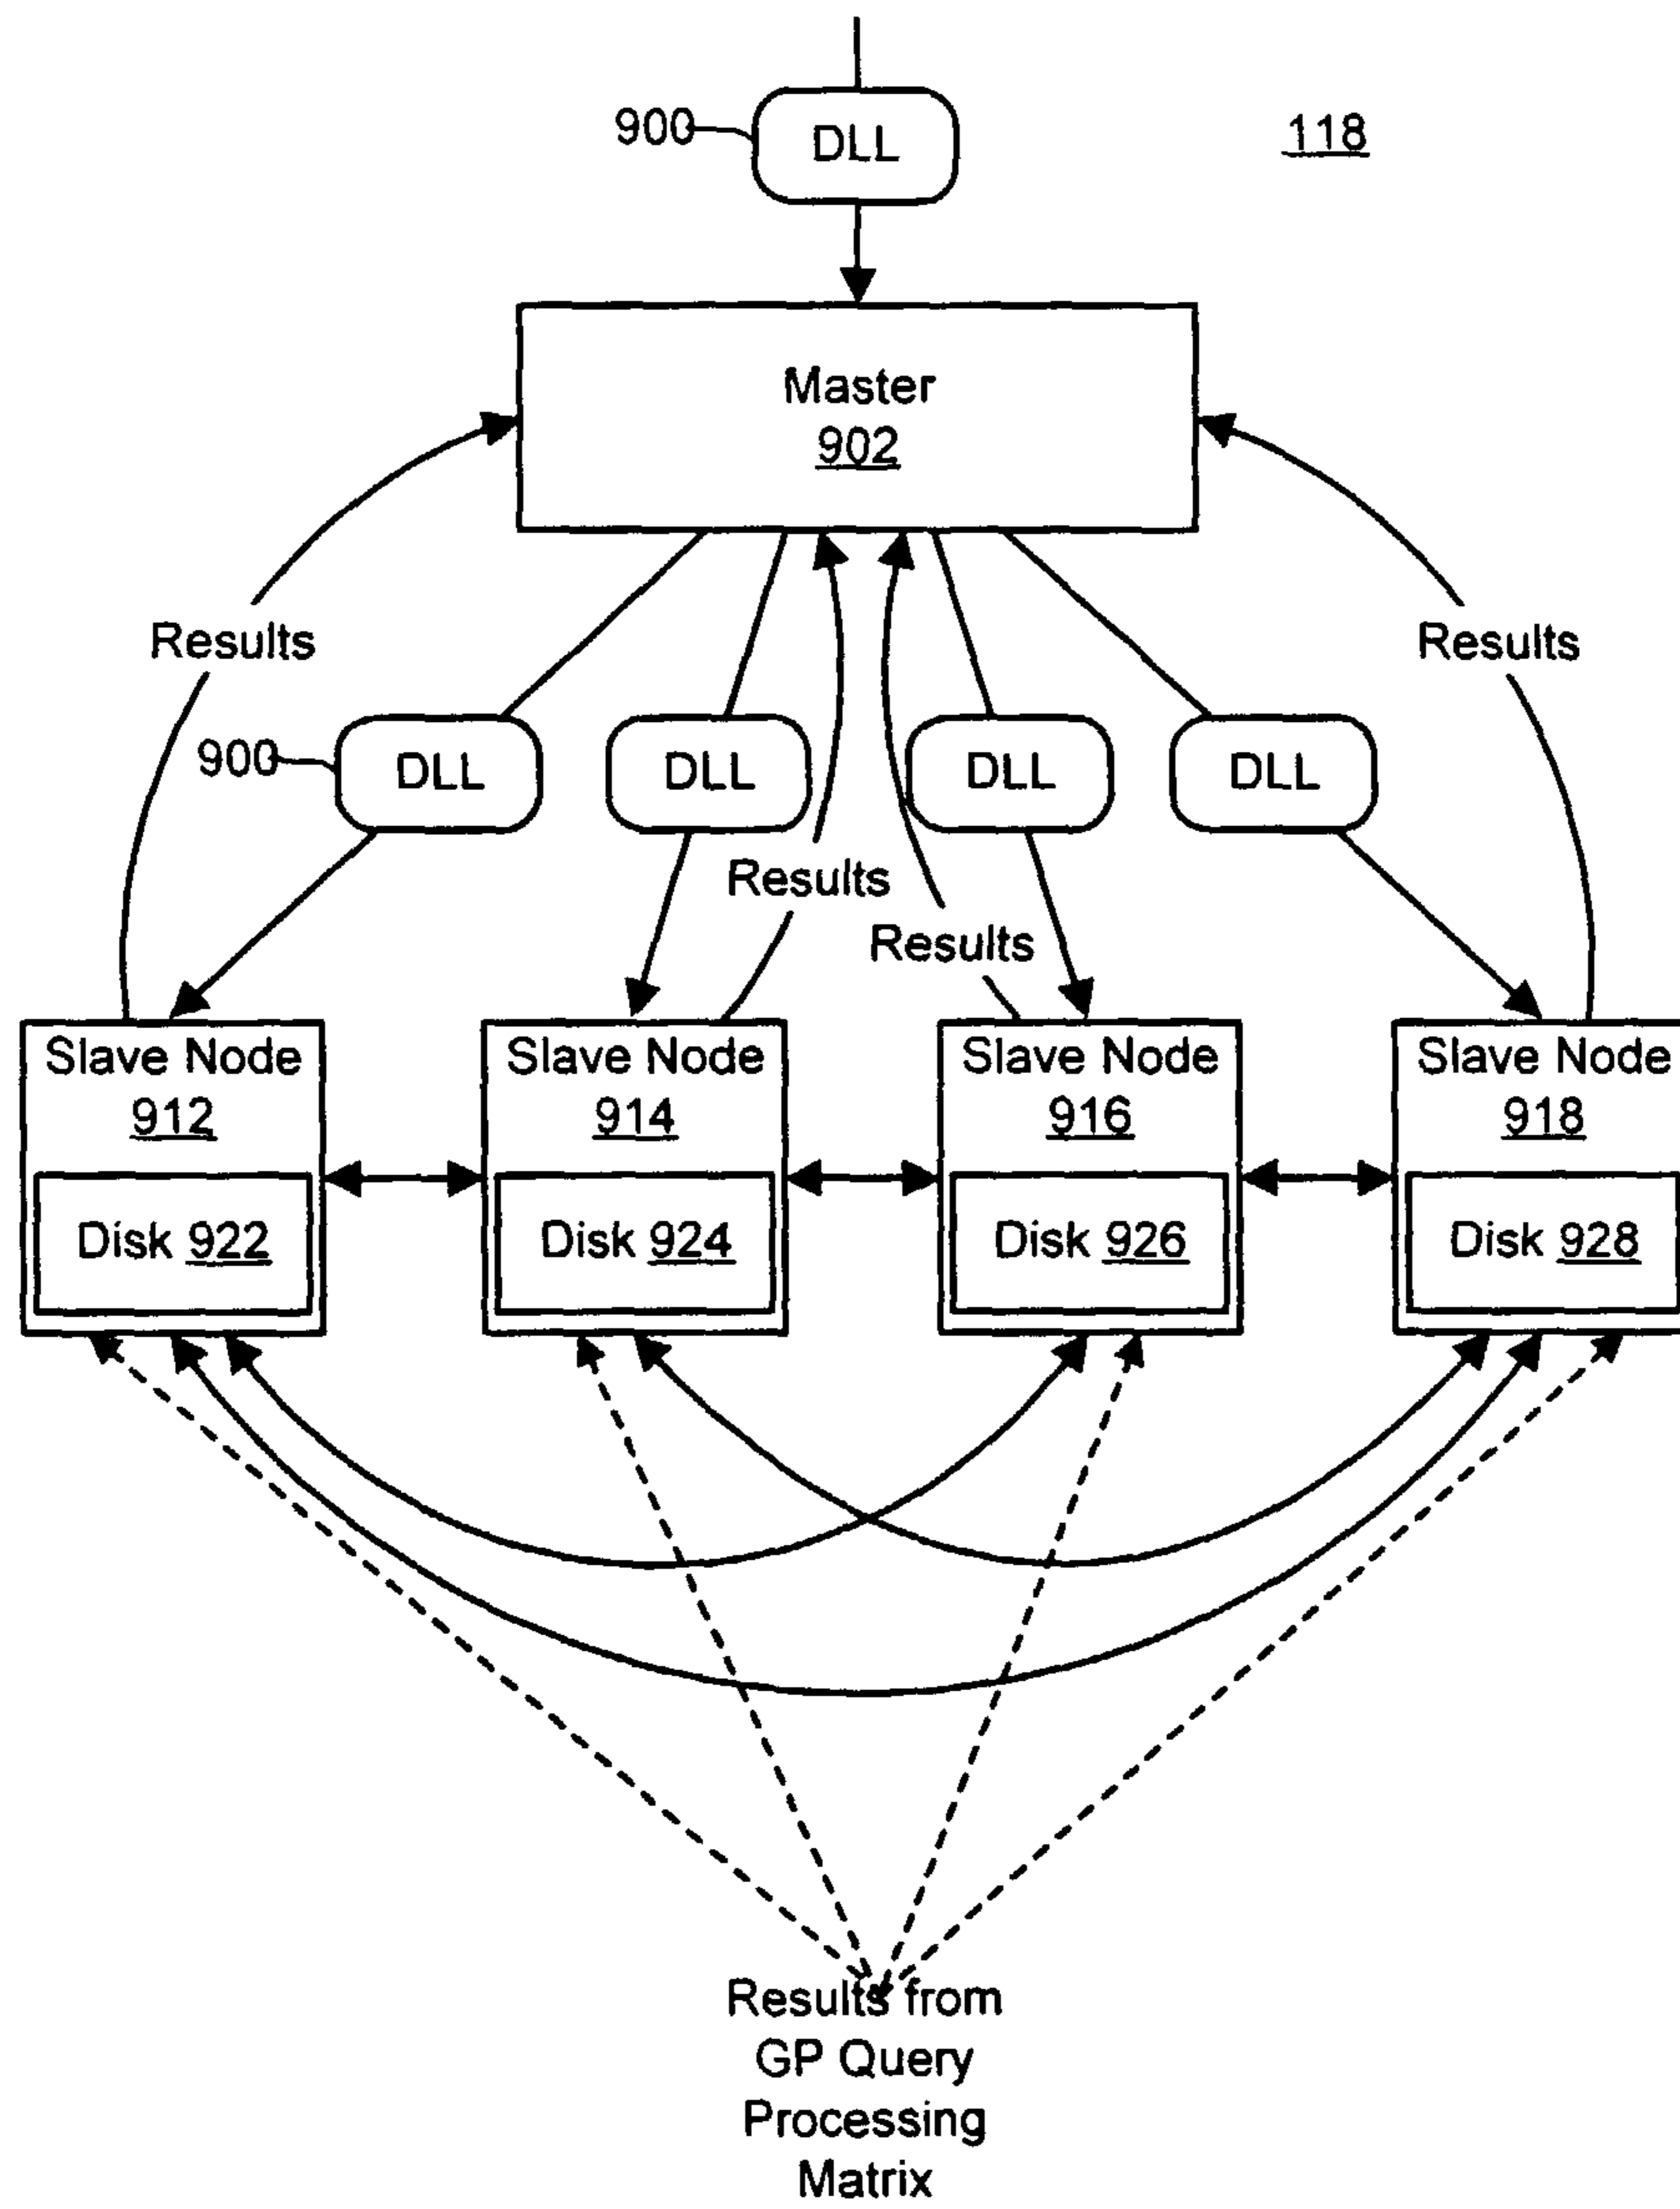 900
DLL
118
Master
902
Results
Results
900
DLL
DLL
DLL
DLL
Results
Results
Slave Node
912
Slave Node
914
Slave Node
916
Slave Node
918
Disk 922
Disk 924
Disk 926
Disk 928
Results from
GP Query
Processing
Matrix